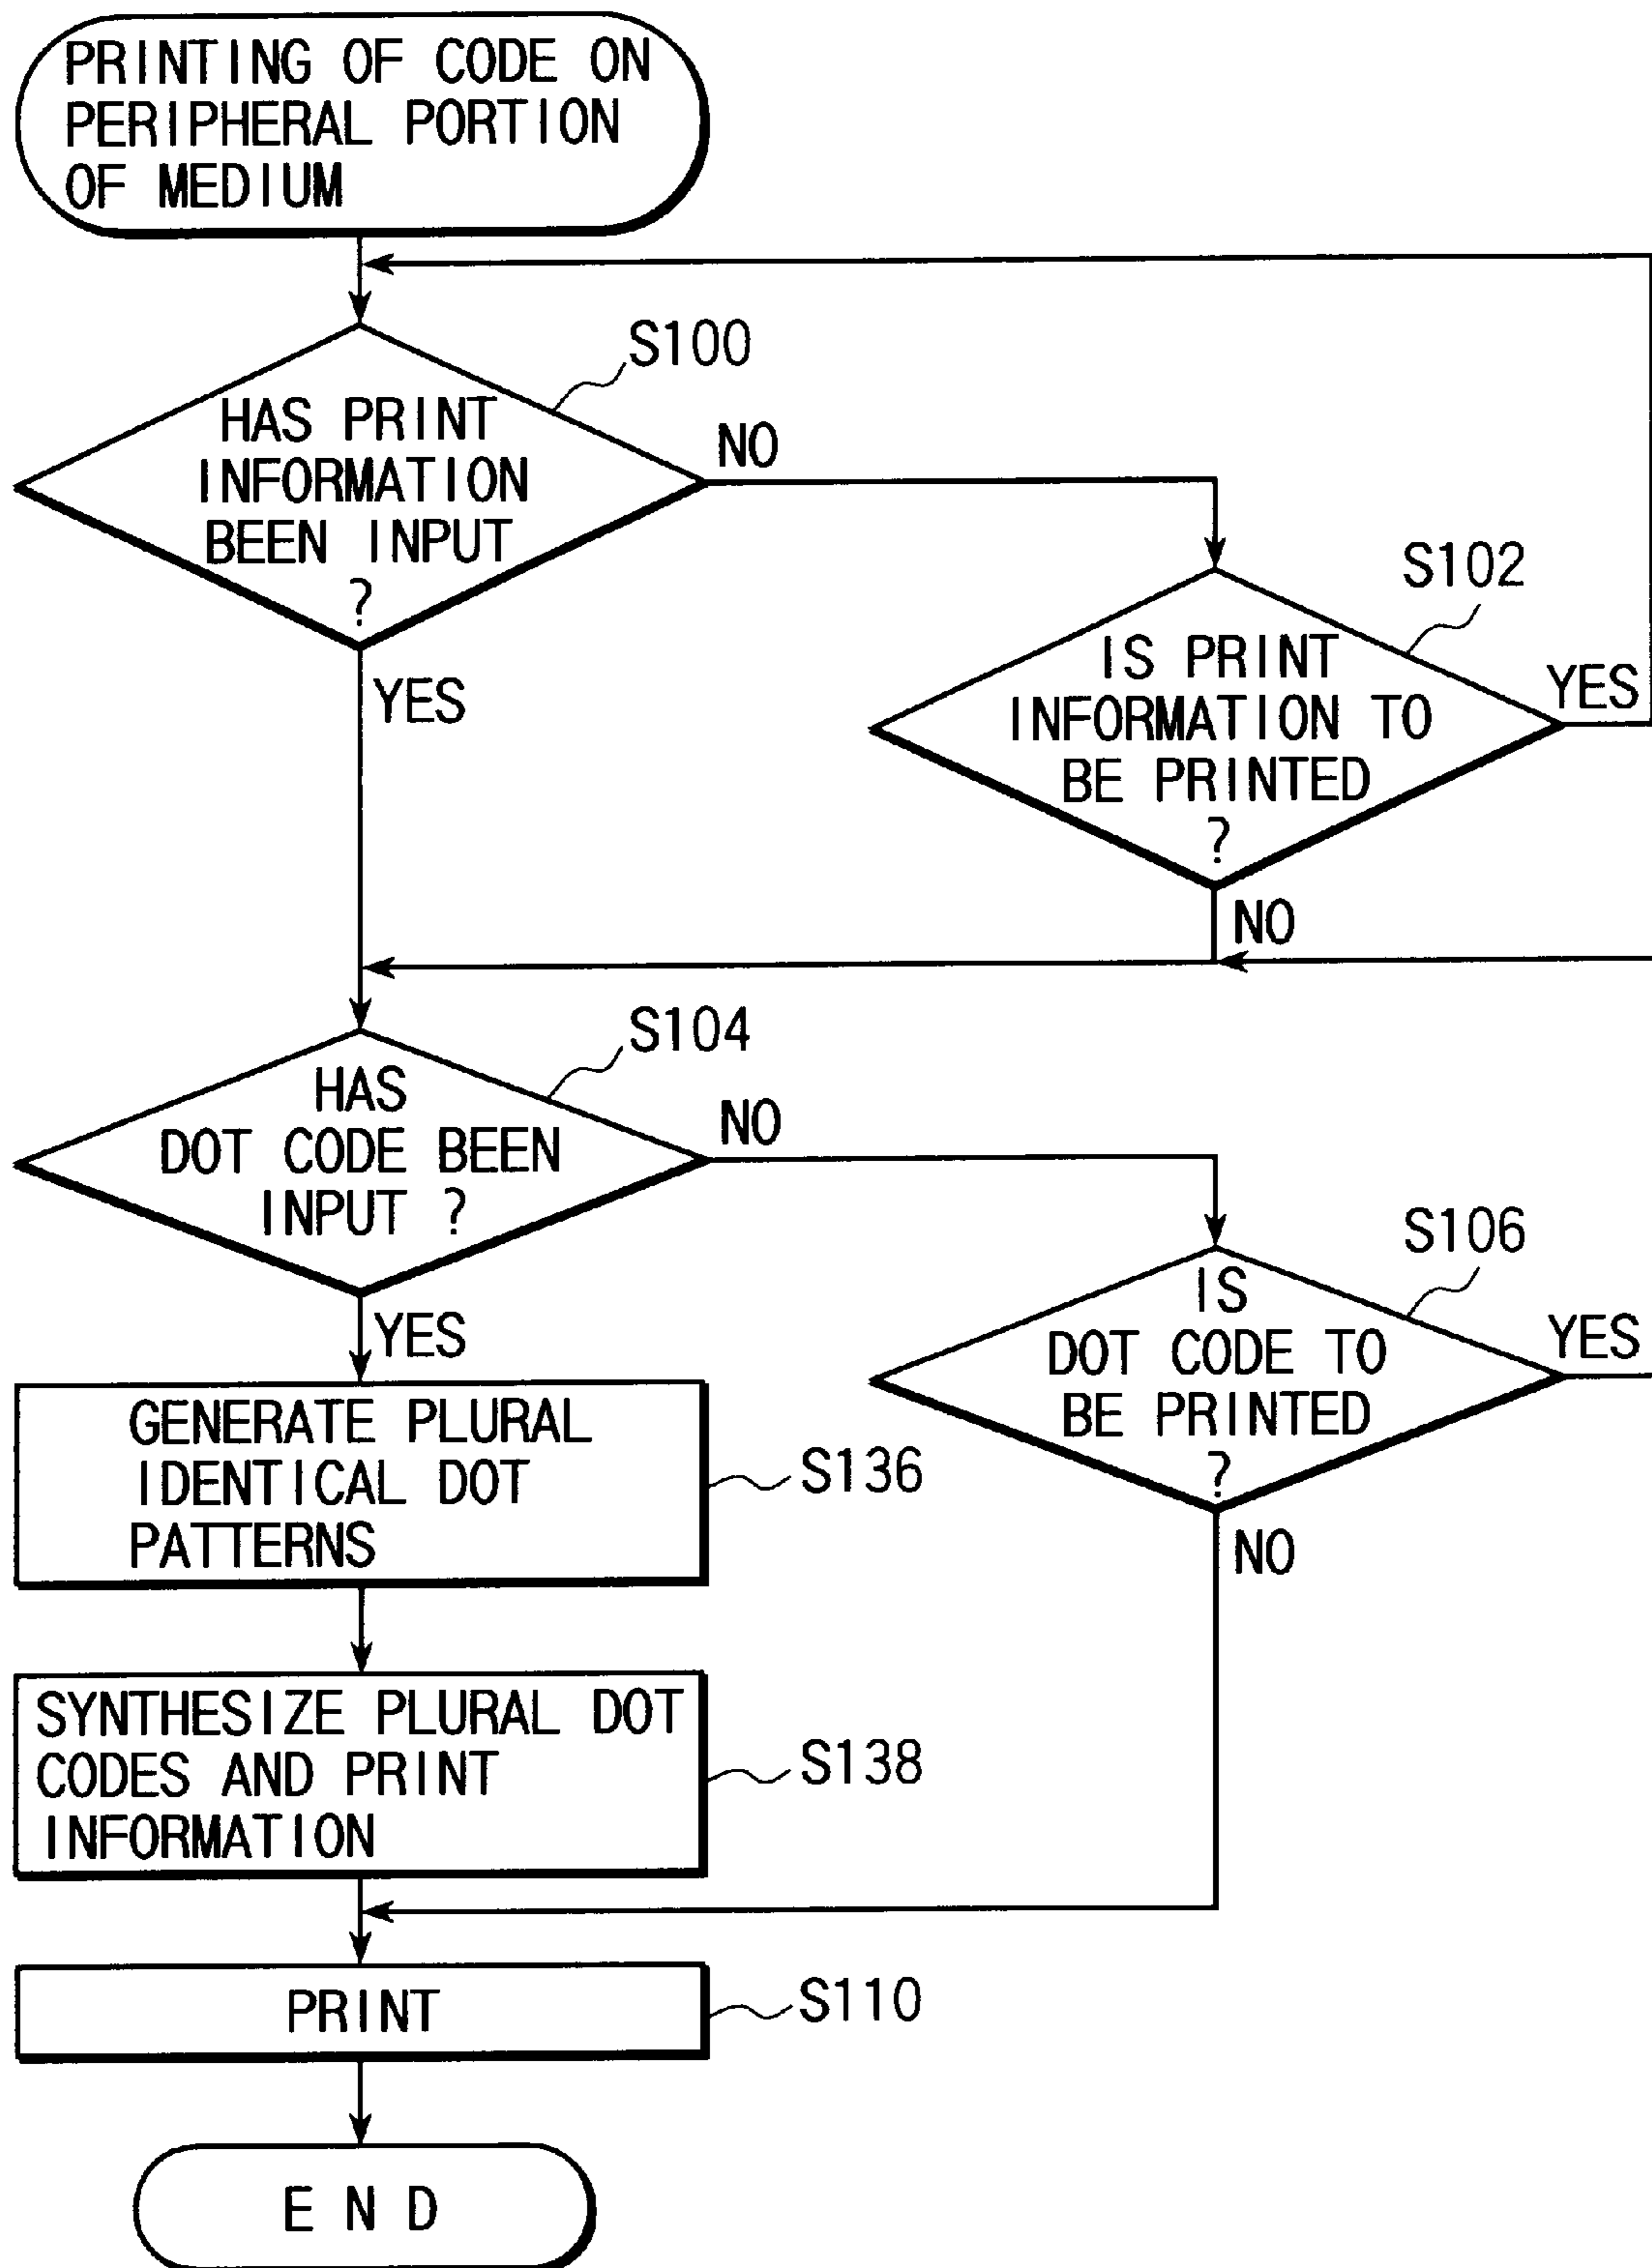 PRINTING OF CODE ON
PERIPHERAL PORTION
OF MEDIUM
S100
HAS PRINT
INFORMATION
BEEN INPUT
?
NO
YES
S102
IS PRINT
INFORMATION TO
BE PRINTED
?
YES
NO
S104
HAS
DOT CODE BEEN
INPUT ?
NO
YES
S106
IS
DOT CODE TO
BE PRINTED
?
YES
NO
GENERATE PLURAL
IDENTICAL DOT
PATTERNS
S136
SYNTHESIZE PLURAL DOT
CODES AND PRINT
INFORMATION
S138
PRINT
S110
END